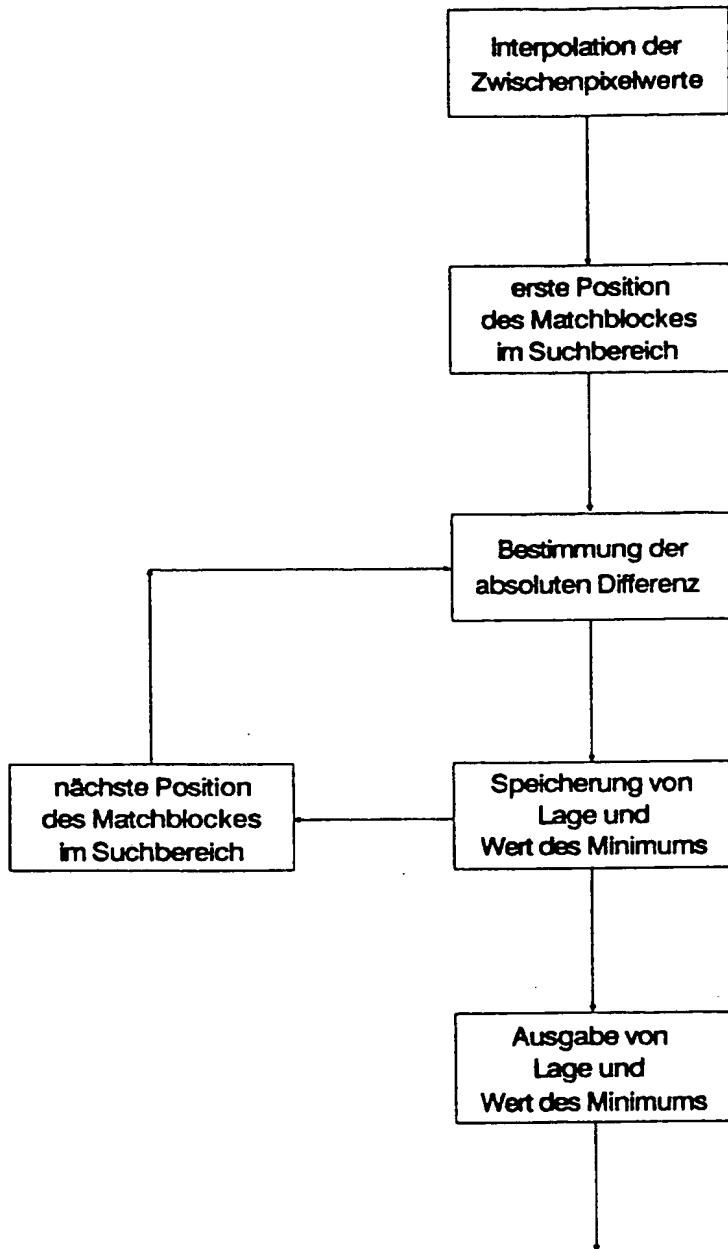 Interpolation der
Zwischenpixelwerte
erste Position
des Matchblockes
im Suchbereich
Bestimmung der
absoluten Differenz
nächste Position
des Matchblockes
im Suchbereich
Speicherung von
Lage und
Wert des Minimums
Ausgabe von
Lage und
Wert des Minimums